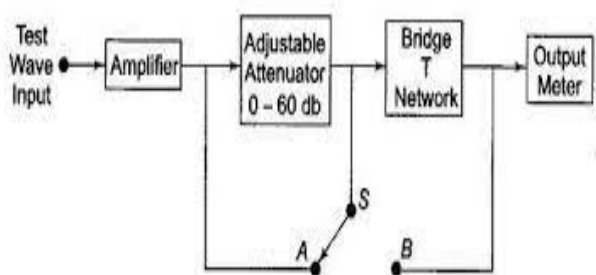 Test
Wave
Input
Amplifier
Adjustable
Attenuator
0 – 60 db
Bridge
T
Network
Output
Meter
S
A
B